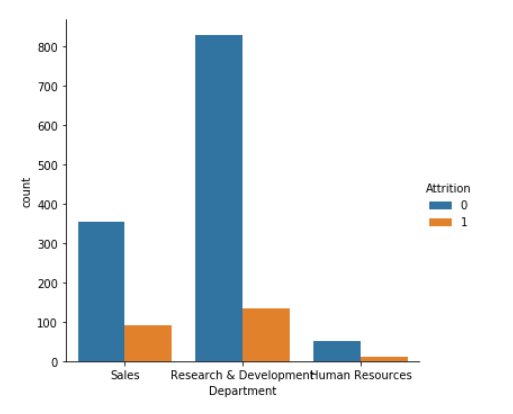 800
700
600
500
400
300
200
100
0
count
Sales
Research & Development
Human Resources
Department
Attrition
0
1